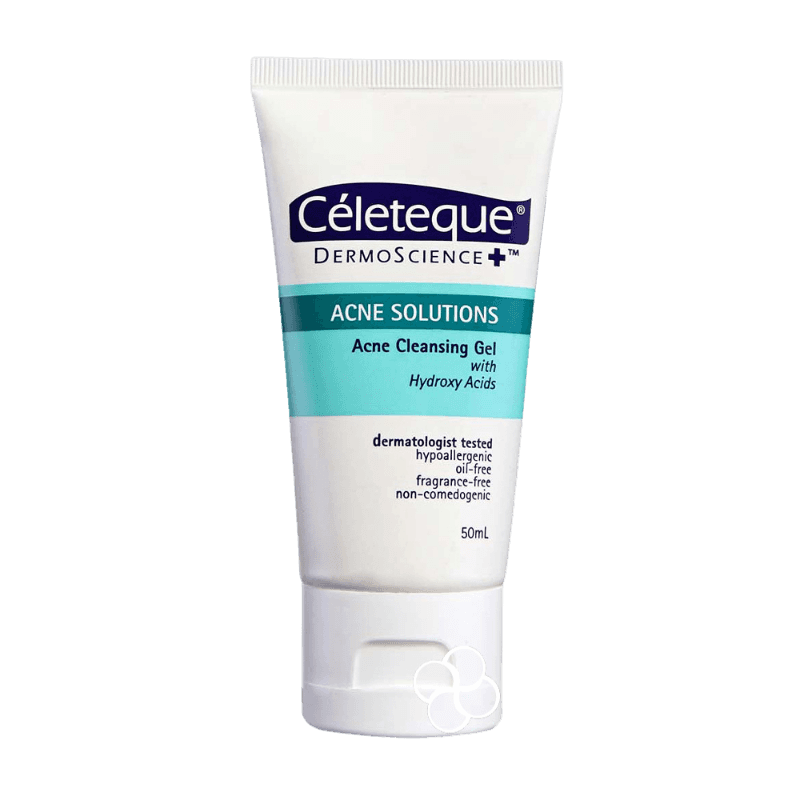 Céleteque®
DERMOSCIENCE+™
ACNE SOLUTIONS
Acne Cleansing Gel
with
Hydroxy Acids
dermatologist tested
hypoallergenic
oil-free
fragrance-free
non-comedogenic
50mL